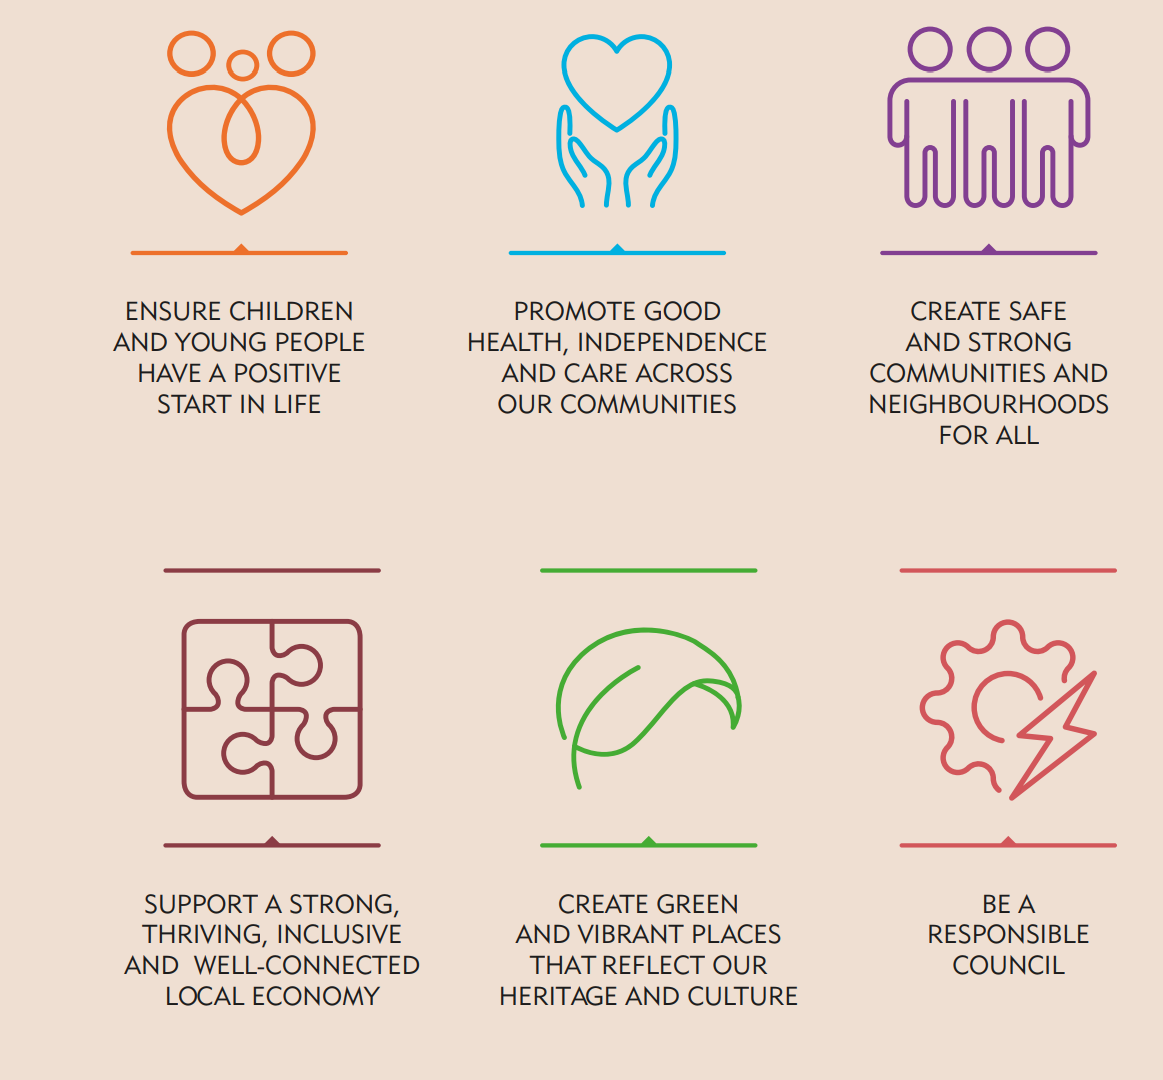 ENSURE CHILDREN
AND YOUNG PEOPLE
HAVE A POSITIVE
START IN LIFE
PROMOTE GOOD
HEALTH, INDEPENDENCE
AND CARE ACROSS
OUR COMMUNITIES
CREATE SAFE
AND STRONG
COMMUNITIES AND
NEIGHBOURHOODS
FOR ALL
SUPPORT A STRONG,
THRIVING, INCLUSIVE
AND WELL-CONNECTED
LOCAL ECONOMY
CREATE GREEN
AND VIBRANT PLACES
THAT REFLECT OUR
HERITAGE AND CULTURE
BE A
RESPONSIBLE
COUNCIL